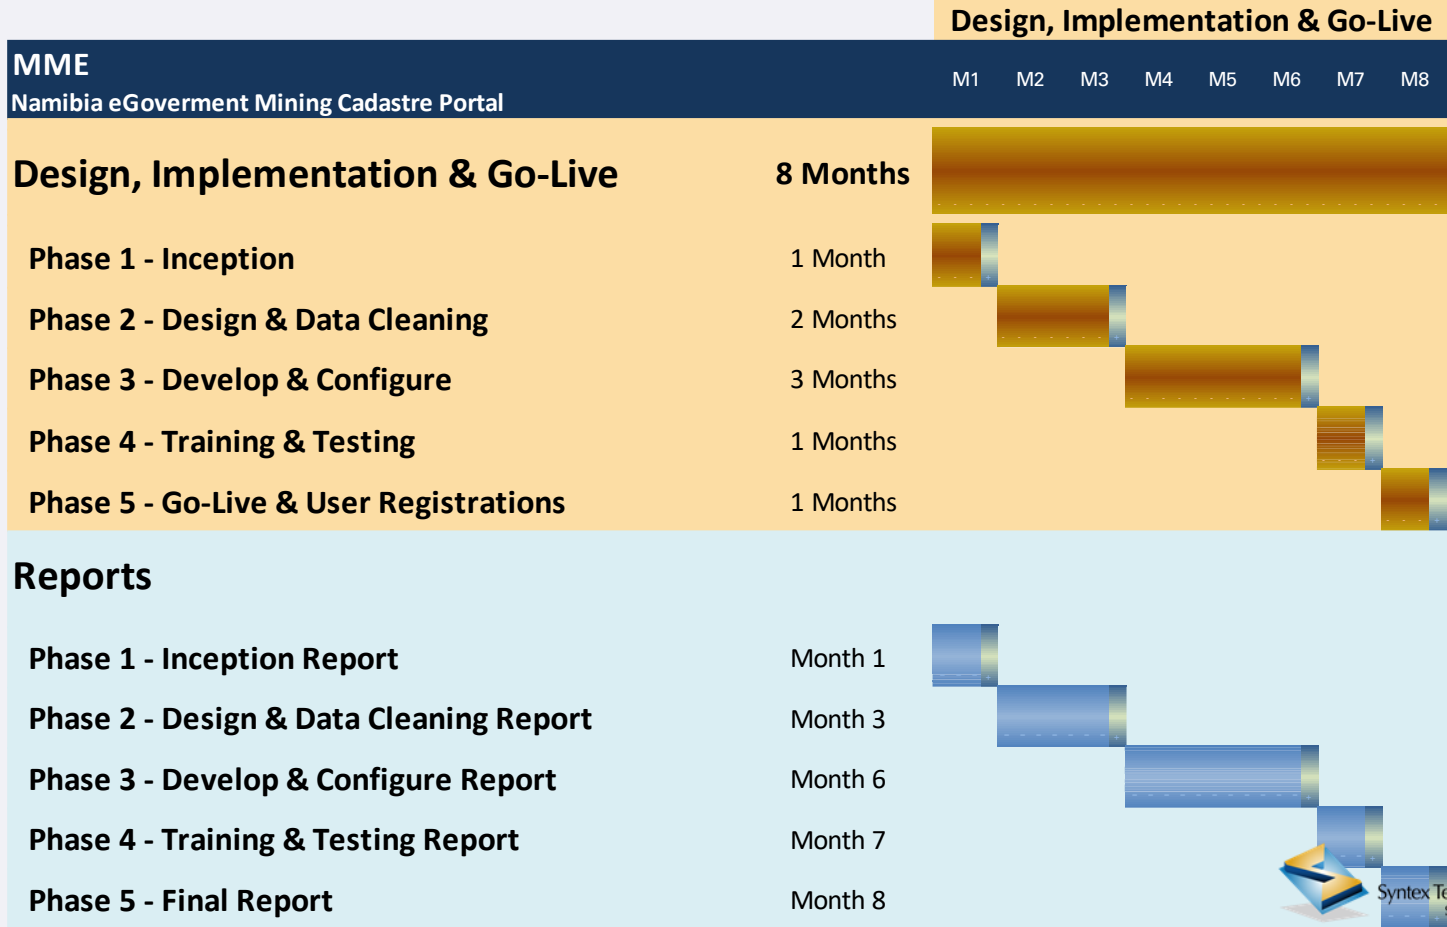 Design, Implementation & Go-Live
MME
Namibia eGoverment Mining Cadastre Portal
M1 M2 M3 M4 M5 M6 M7 M8
Design, Implementation & Go-Live 8 Months
Phase 1 - Inception 1 Month
Phase 2 - Design & Data Cleaning 2 Months
Phase 3 - Develop & Configure 3 Months
Phase 4 - Training & Testing 1 Months
Phase 5 - Go-Live & User Registrations 1 Months
Reports
Phase 1 - Inception Report Month 1
Phase 2 - Design & Data Cleaning Report Month 3
Phase 3 - Develop & Configure Report Month 6
Phase 4 - Training & Testing Report Month 7
Phase 5 - Final Report Month 8
Syntex